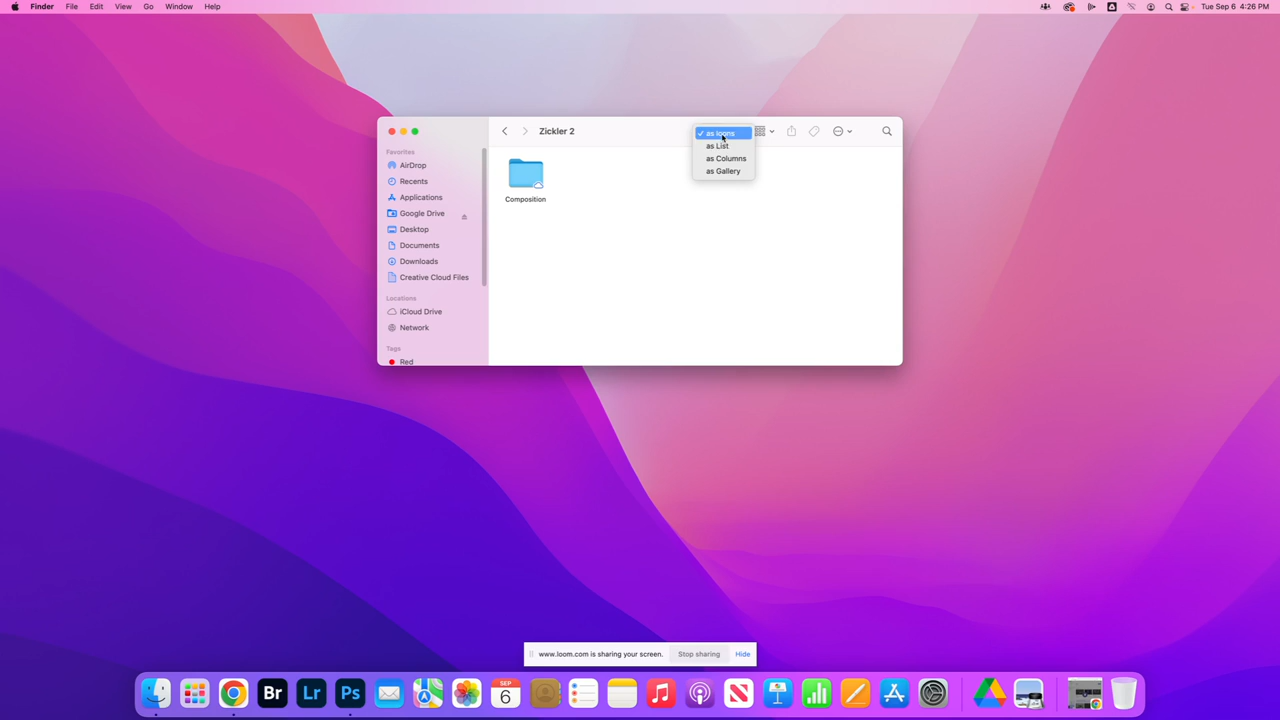 Finder File Edit View Go Window Help
Tue Sep 6 4:26 PM
Zickler 2
as Icons
as List
as Columns
as Gallery
Favorites
AirDrop
Recents
Applications
Google Drive
Desktop
Documents
Downloads
Creative Cloud Files
Locations
iCloud Drive
Network
Tags
Red
Composition
www.loom.com is sharing your screen. Stop sharing Hide
Br
Lr
Ps
SEP
6